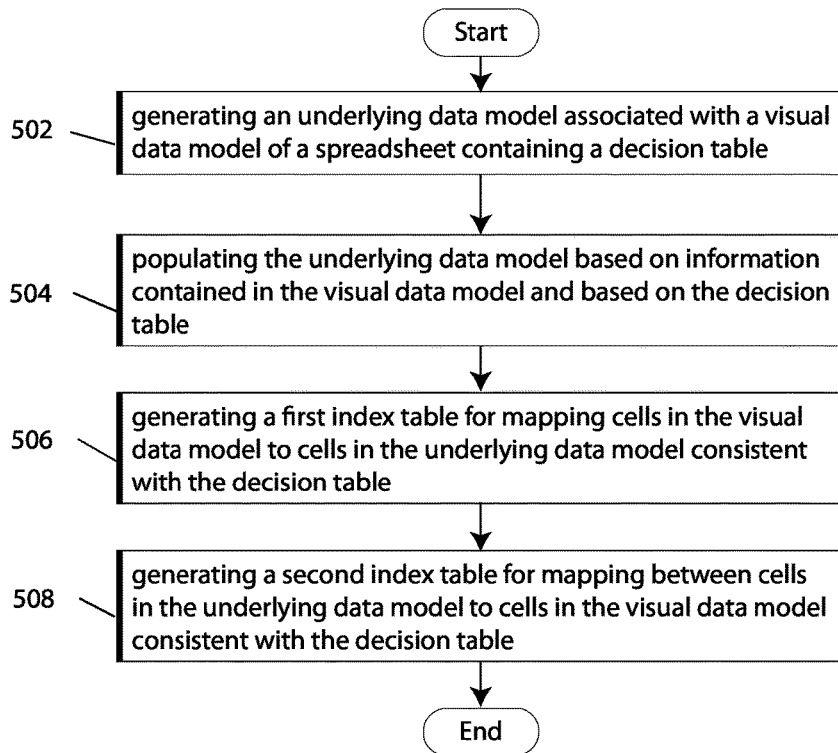 Start
502
generating an underlying data model associated with a visual
data model of a spreadsheet containing a decision table
504
populating the underlying data model based on information
contained in the visual data model and based on the decision
table
506
generating a first index table for mapping cells in the visual
data model to cells in the underlying data model consistent
with the decision table
508
generating a second index table for mapping between cells
in the underlying data model to cells in the visual data model
consistent with the decision table
End